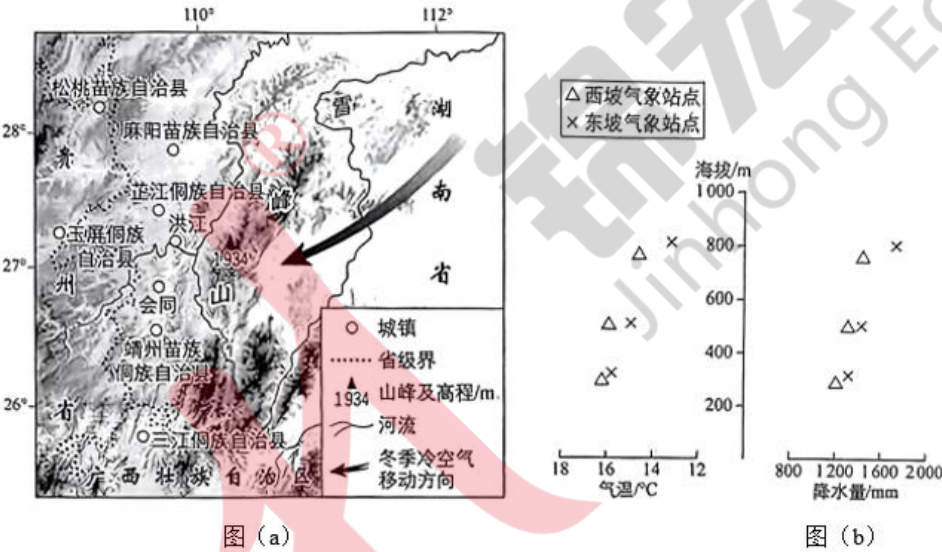 110° 112°
松桃苗族自治县
雪 湖
28°
麻阳苗族自治县
贵
芷江侗族自治县 峰 南
洪江
玉屏侗族
自治县
1934
27°
州 山 省
会同
城镇
靖州苗族
侗族自治县
省级界
1934 山峰及高程/m
26°
省
河流
三江侗族自治县
冬季冷空气
移动方向
广西壮族自治区
图（a）
△西坡气象站点
×东坡气象站点
海拔/m
1000
800
600
400
200
18 16 14 12
气温/°C
800 1200 1600 2000
降水量/mm
图（b）
锦宏
Jinhong Ed
R